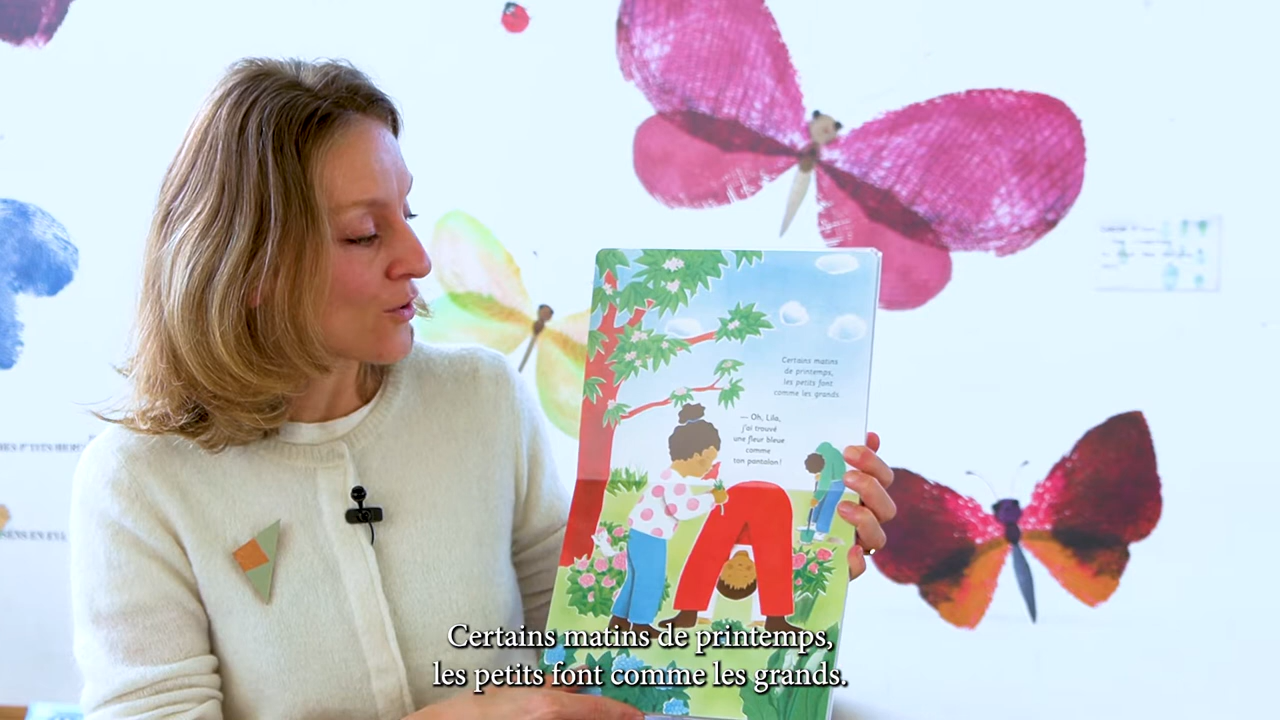 Certains matins
de printemps,
les petits font
comme les grands.
— Oh, Lila,
j'ai trouvé
une fleur bleue
comme
ton pantalon!
Certains matins de printemps,
les petits font comme les grands.